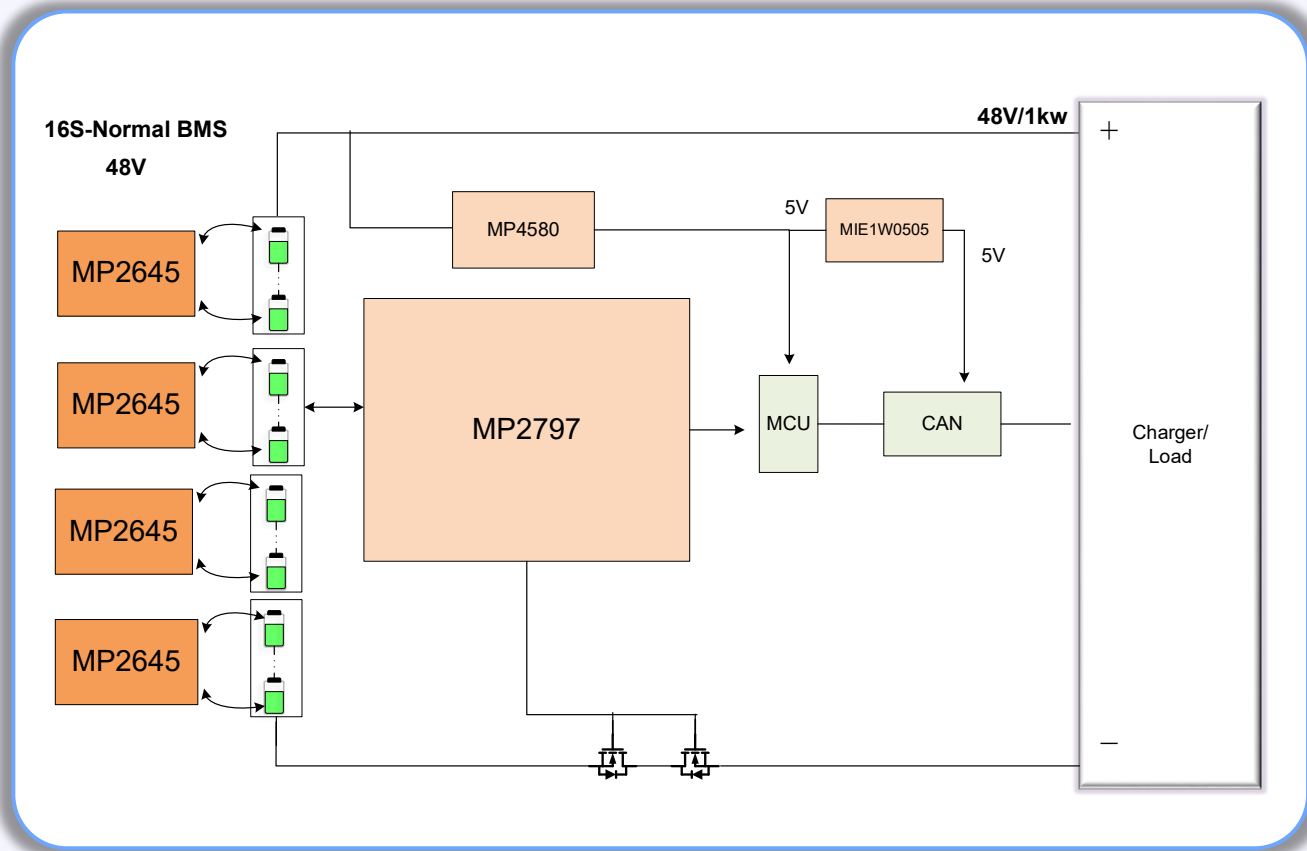 16S-Normal BMS
48V
48V/1kw
+
MP2645
MP4580
5V
MIE1W0505
5V
MP2645
MP2797
MCU
CAN
Charger/
Load
MP2645
MP2645
—